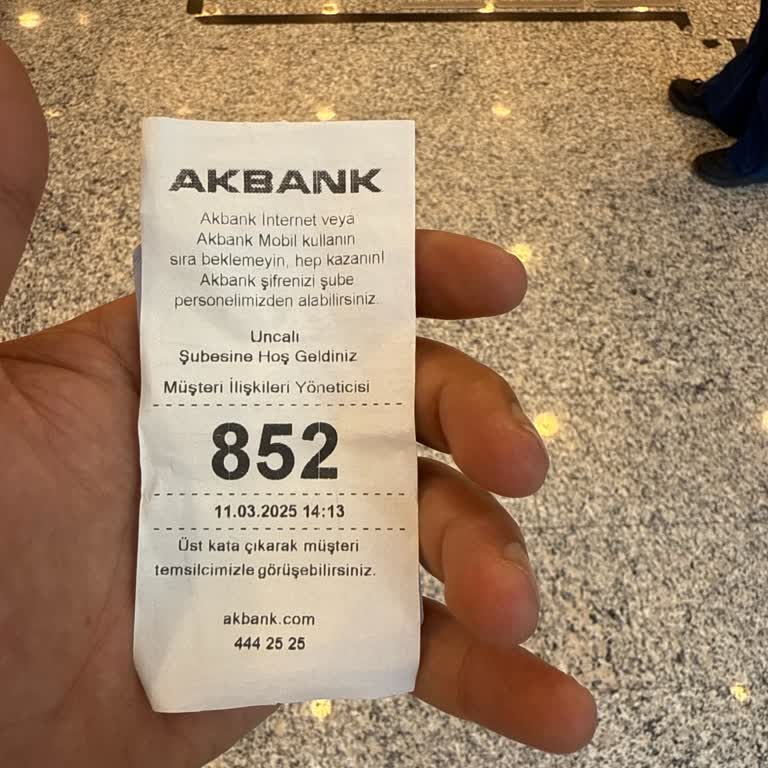 AKBANK
Akbank İnternet veya
Akbank Mobil kullanın
sıra beklemeyin, hep kazanın!
Akbank şifrenizi şube
personelimizden alabilirsiniz.
Uncalı
Şubesine Hoş Geldiniz
Müşteri İlişkileri Yöneticisi
852
11.03.2025 14:13
Üst kata çıkarak müşteri
temsilcimizle görüşebilirsiniz.
akbank.com
444 25 25